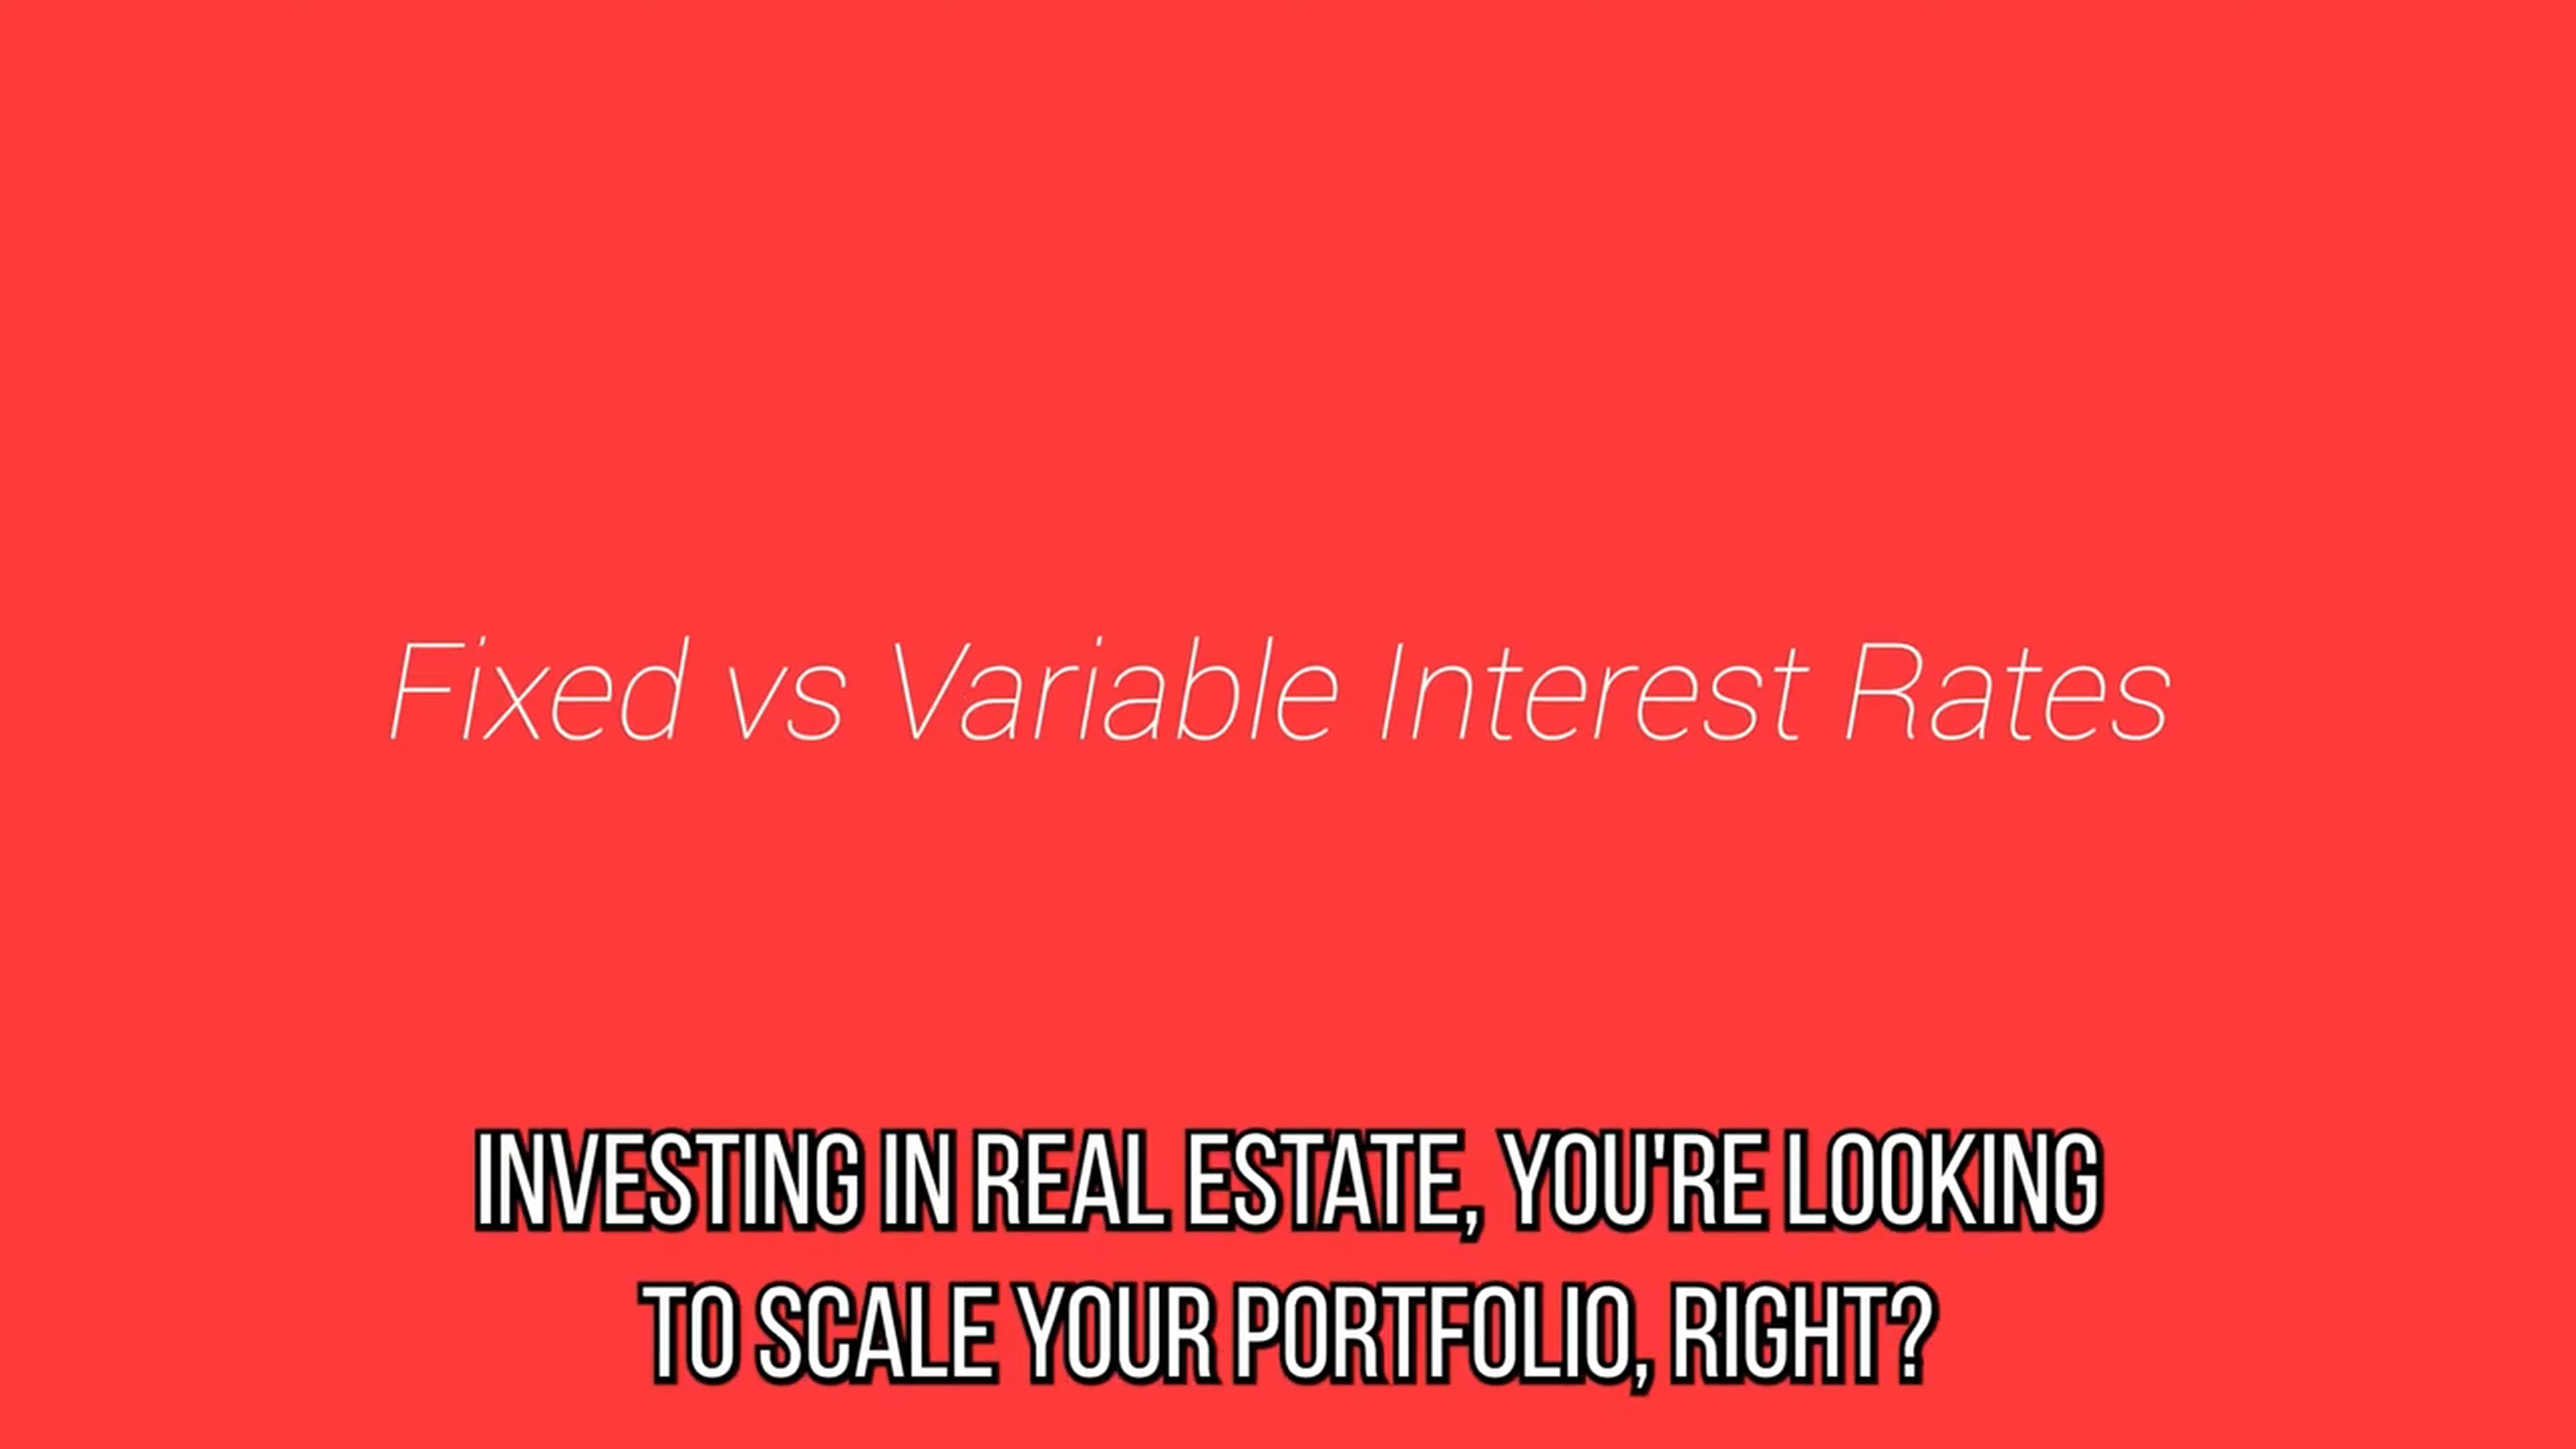 Fixed vs Variable Interest Rates
INVESTING IN REAL ESTATE, YOU'RE LOOKING
TO SCALE YOUR PORTFOLIO, RIGHT?